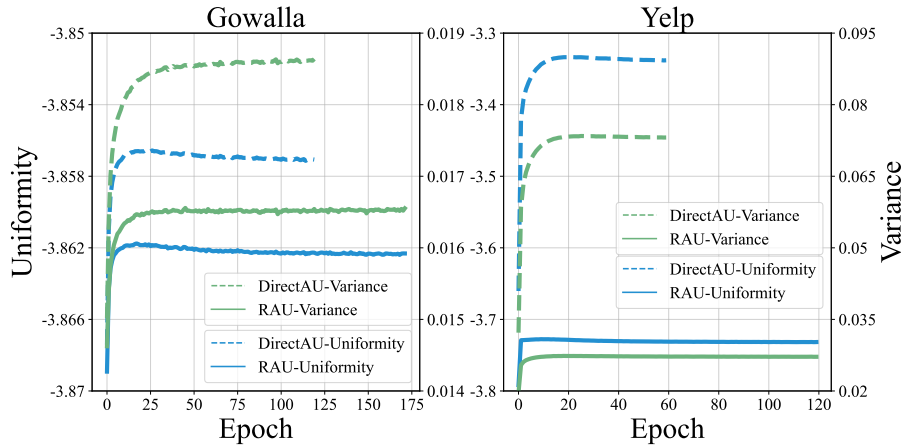 Gowalla
Yelp
-3.85
-3.854
-3.858
-3.862
-3.866
-3.87
Uniformity
0.019
0.018
0.017
0.016
0.015
0.014
DirectAU-Variance
RAU-Variance
DirectAU-Uniformity
RAU-Uniformity
0 25 50 75 100 125 150 175
Epoch
-3.3
-3.4
-3.5
-3.6
-3.7
-3.8
0.095
0.08
0.065
0.05
0.035
0.02
Variance
DirectAU-Variance
RAU-Variance
DirectAU-Uniformity
RAU-Uniformity
0 20 40 60 80 100 120
Epoch